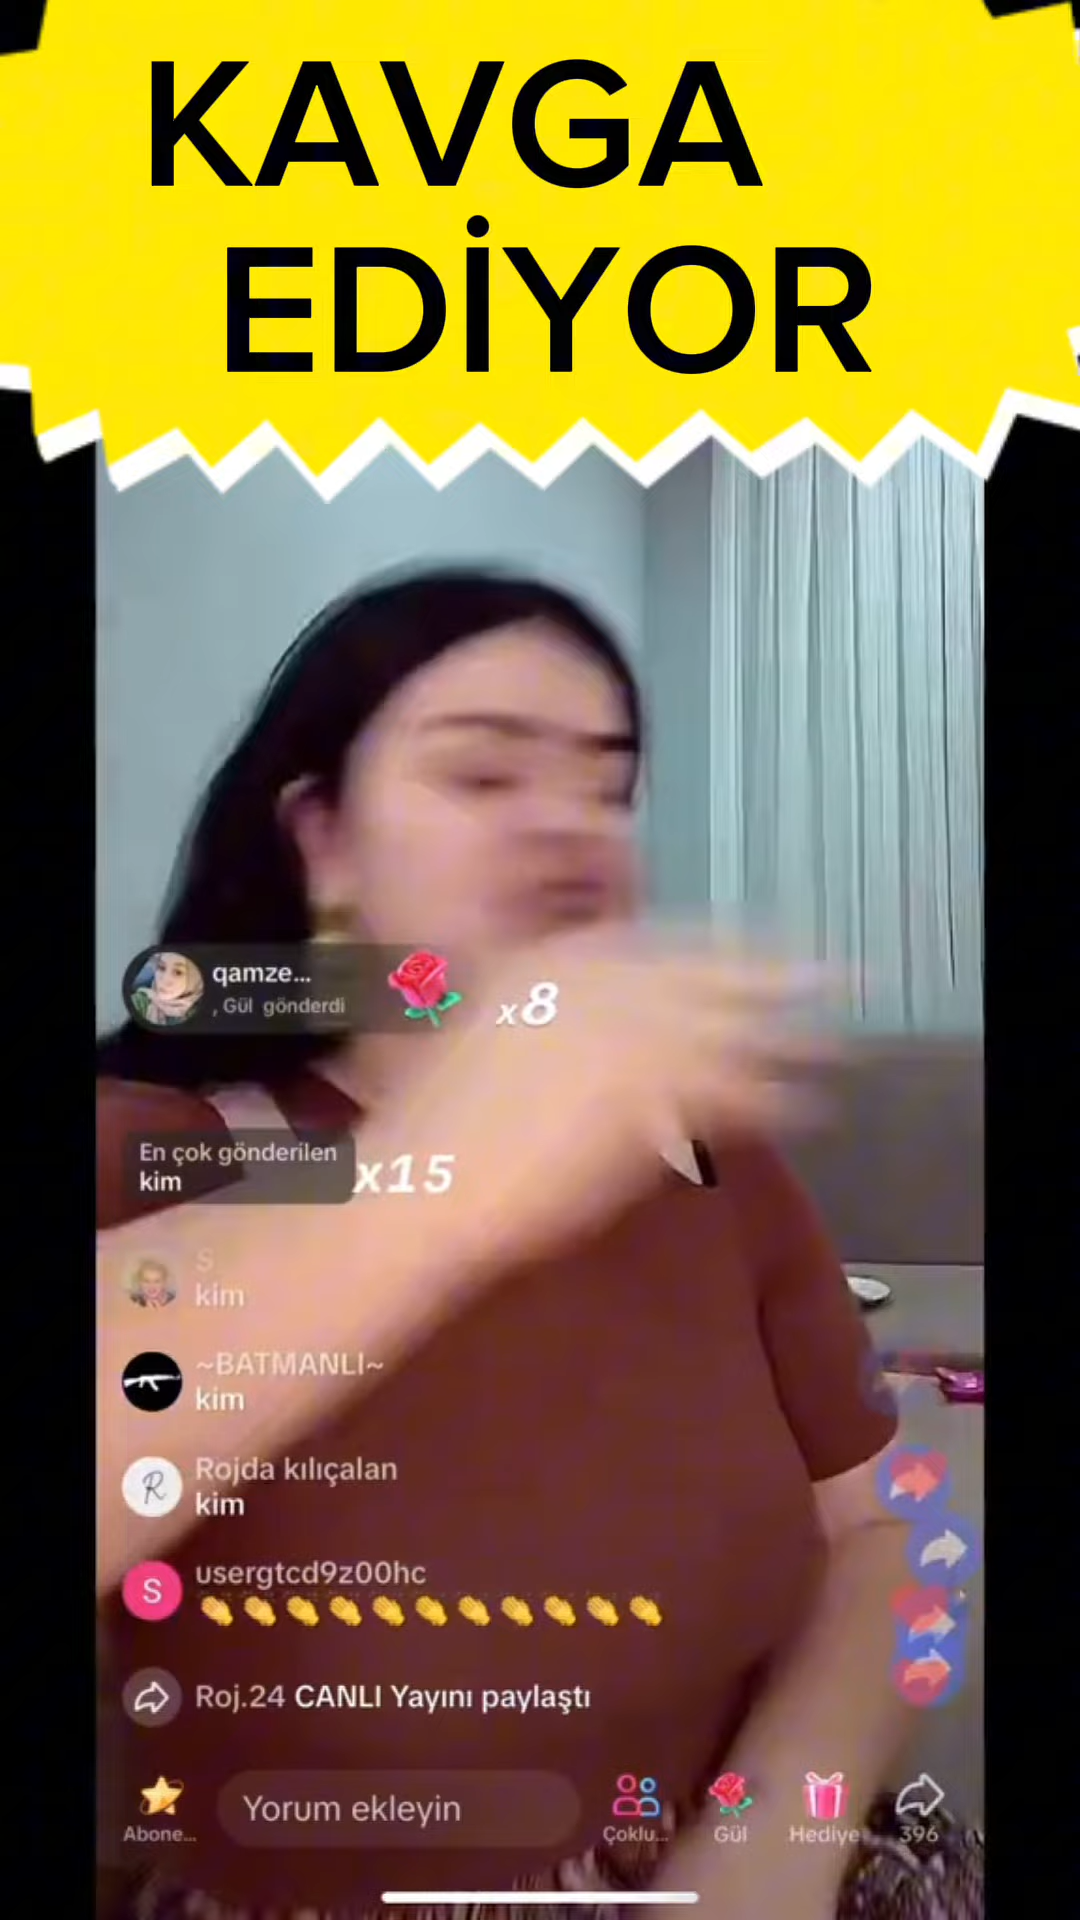 KAVGA
EDİYOR
qamze...
, Gül gönderdi
x8
En çok gönderilen
kim
x15
S
kim
~BATMANLI~
kim
R
Rojda kılıçalan
kim
S
usergtcd9z00hc
👏👏👏👏👏👏👏👏👏👏👏
Roj.24 CANLI Yayını paylaştı
Yorum ekleyin
Abone...
Çoklu...
Gül
Hediye
396